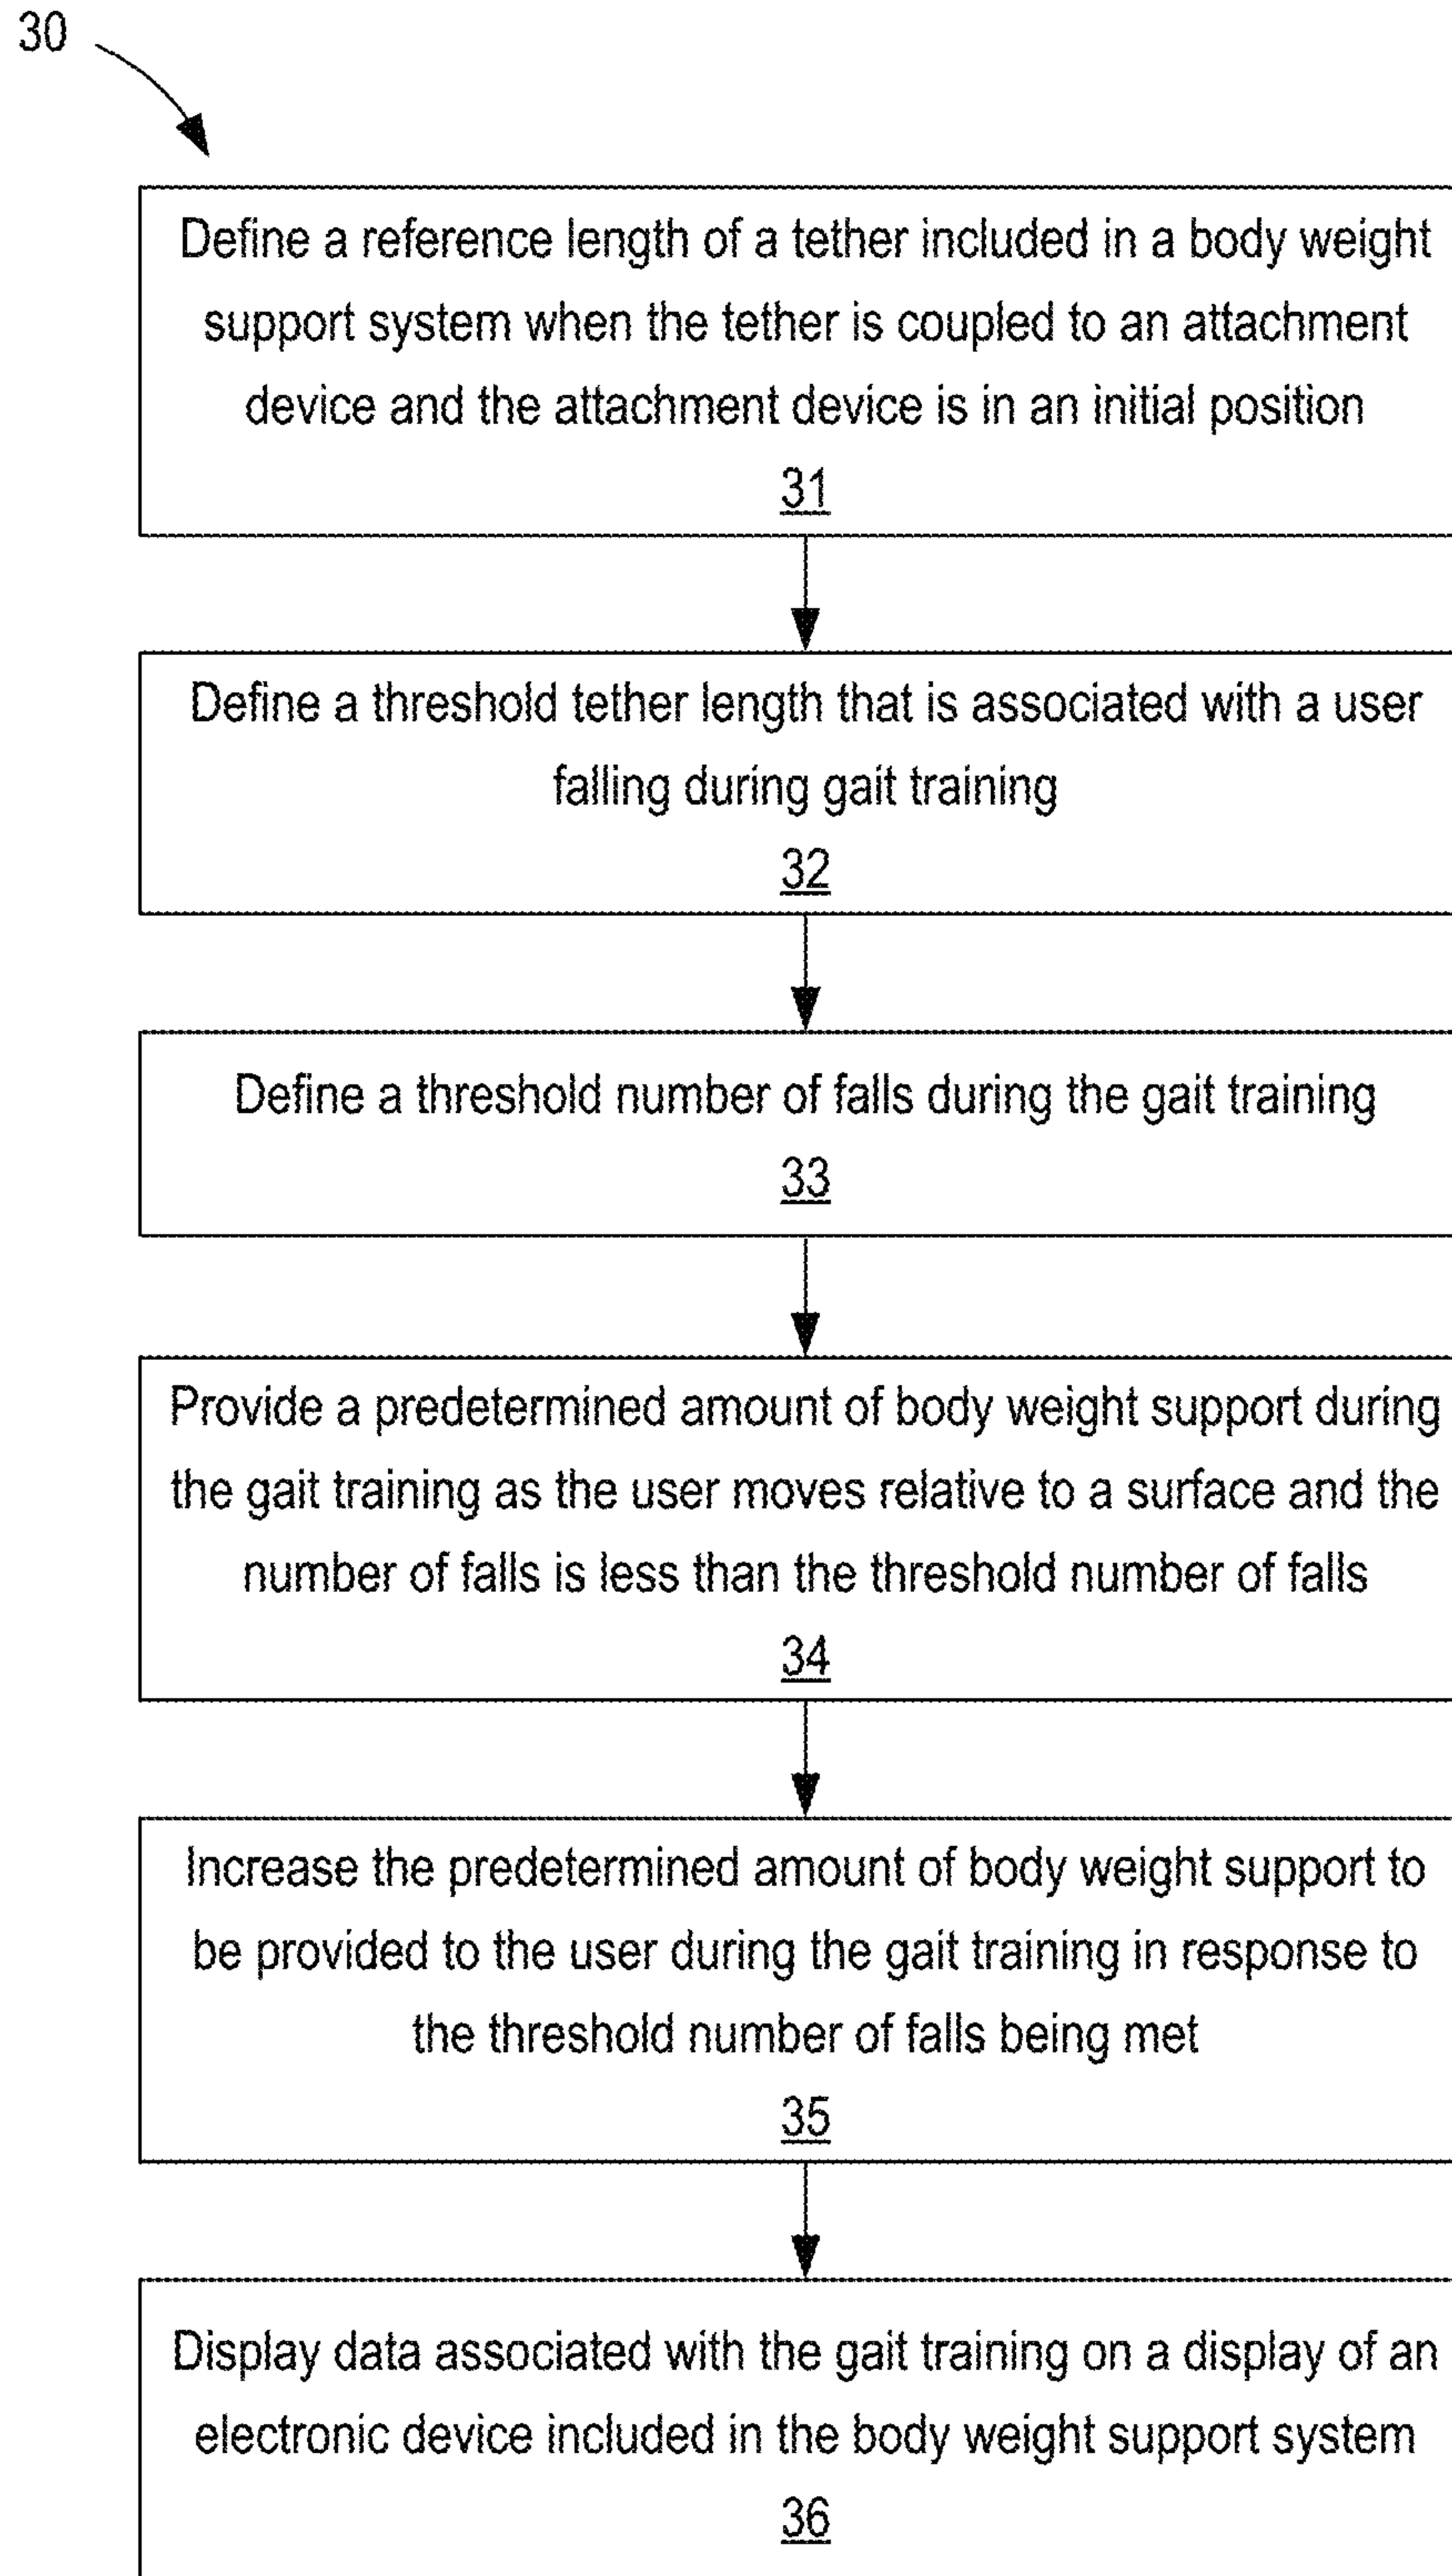 30
Define a reference length of a tether included in a body weight
support system when the tether is coupled to an attachment
device and the attachment device is in an initial position
31
Define a threshold tether length that is associated with a user
falling during gait training
32
Define a threshold number of falls during the gait training
33
Provide a predetermined amount of body weight support during
the gait training as the user moves relative to a surface and the
number of falls is less than the threshold number of falls
34
Increase the predetermined amount of body weight support to
be provided to the user during the gait training in response to
the threshold number of falls being met
35
Display data associated with the gait training on a display of an
electronic device included in the body weight support system
36